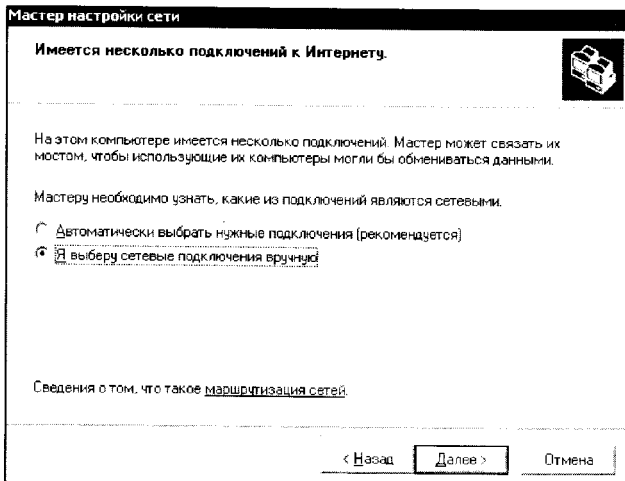 Мастер настройки сети
Имеется несколько подключений к Интернету.
На этом компьютере имеется несколько подключений. Мастер может связать их
мостом, чтобы использующие их компьютеры могли бы обмениваться данными.
Мастеру необходимо узнать, какие из подключений являются сетевыми.
Автоматически выбрать нужные подключения (рекомендуется)
Я выберу сетевые подключения вручную
Сведения о том, что такое маршрутизация сетей.
< Назад Далее > Отмена